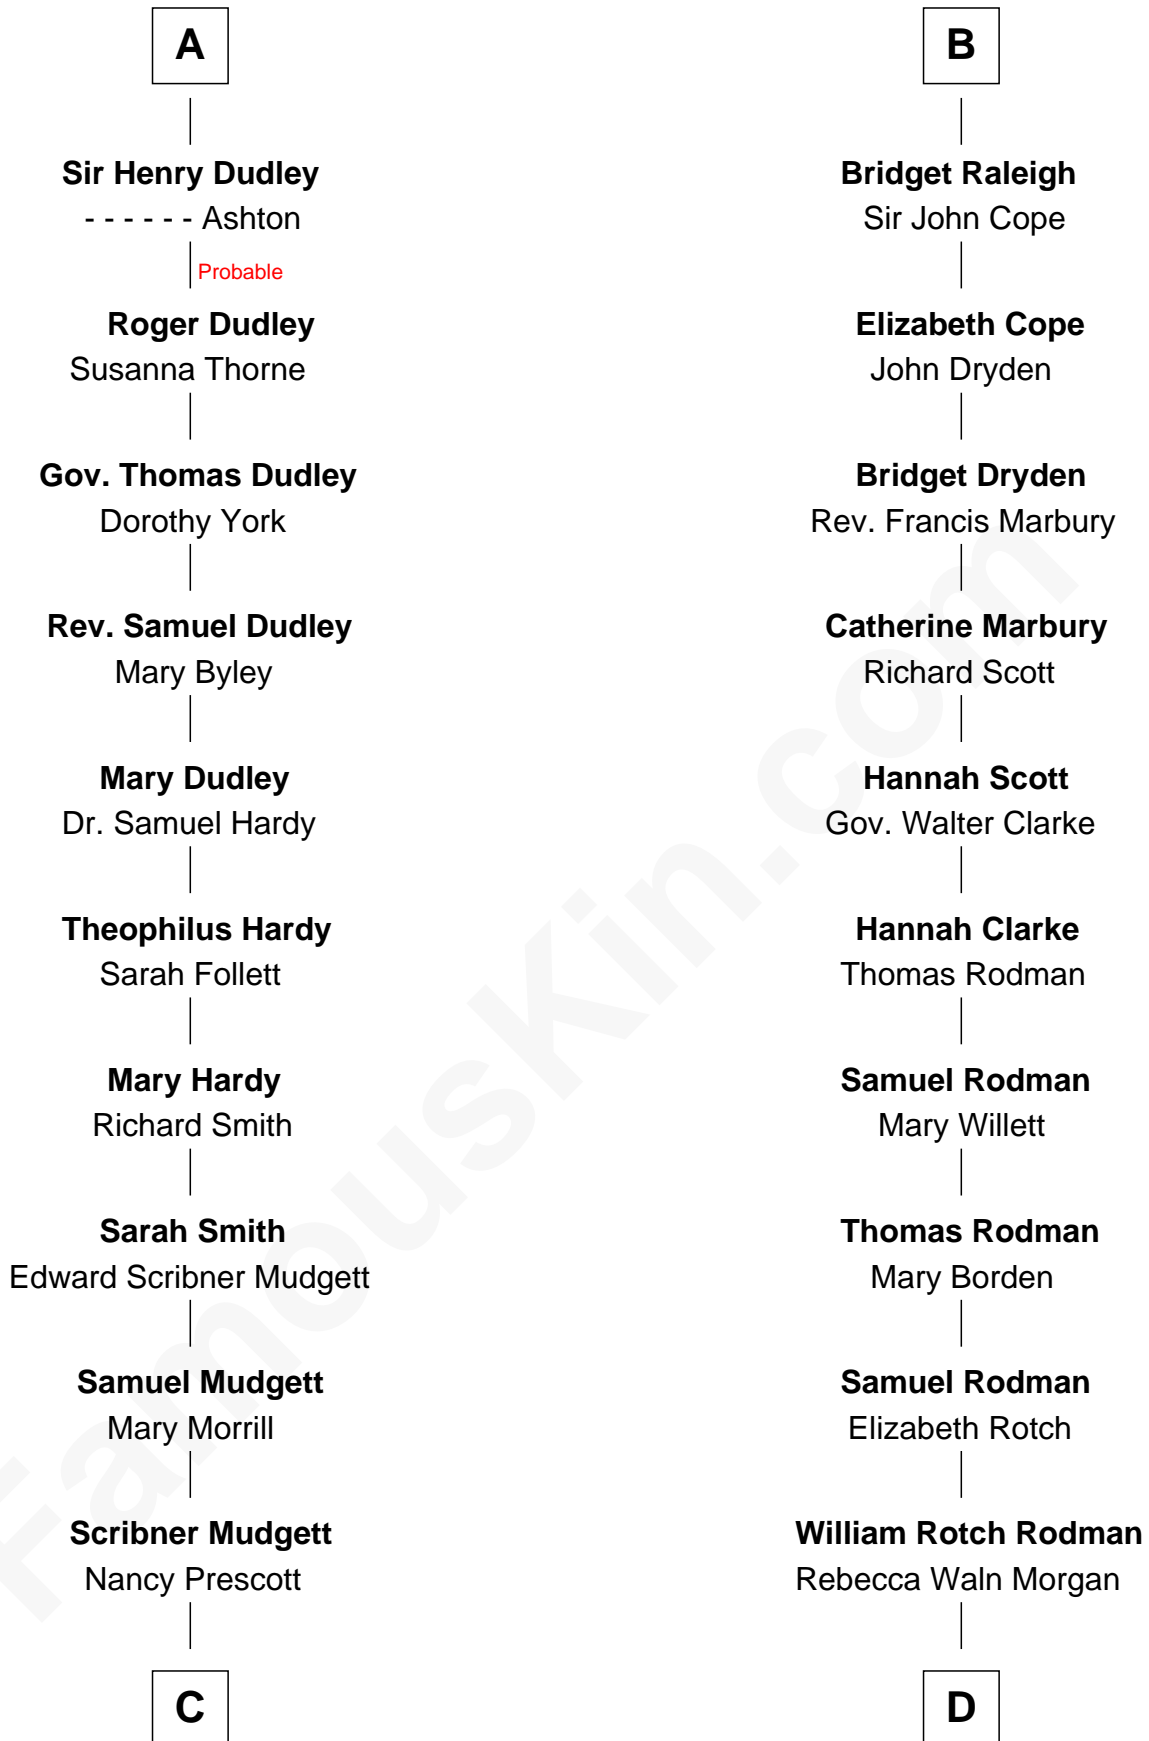 A
Sir Henry Dudley
- - - - - - Ashton
Probable
Roger Dudley
Susanna Thorne
Gov. Thomas Dudley
Dorothy York
Rev. Samuel Dudley
Mary Byley
Mary Dudley
Dr. Samuel Hardy
Theophilus Hardy
Sarah Follett
Mary Hardy
Richard Smith
Sarah Smith
Edward Scribner Mudgett
Samuel Mudgett
Mary Morrill
Scribner Mudgett
Nancy Prescott
C
B
Bridget Raleigh
Sir John Cope
Elizabeth Cope
John Dryden
Bridget Dryden
Rev. Francis Marbury
Catherine Marbury
Richard Scott
Hannah Scott
Gov. Walter Clarke
Hannah Clarke
Thomas Rodman
Samuel Rodman
Mary Willett
Thomas Rodman
Mary Borden
Samuel Rodman
Elizabeth Rotch
William Rotch Rodman
Rebecca Waln Morgan
D
FamousKin.com